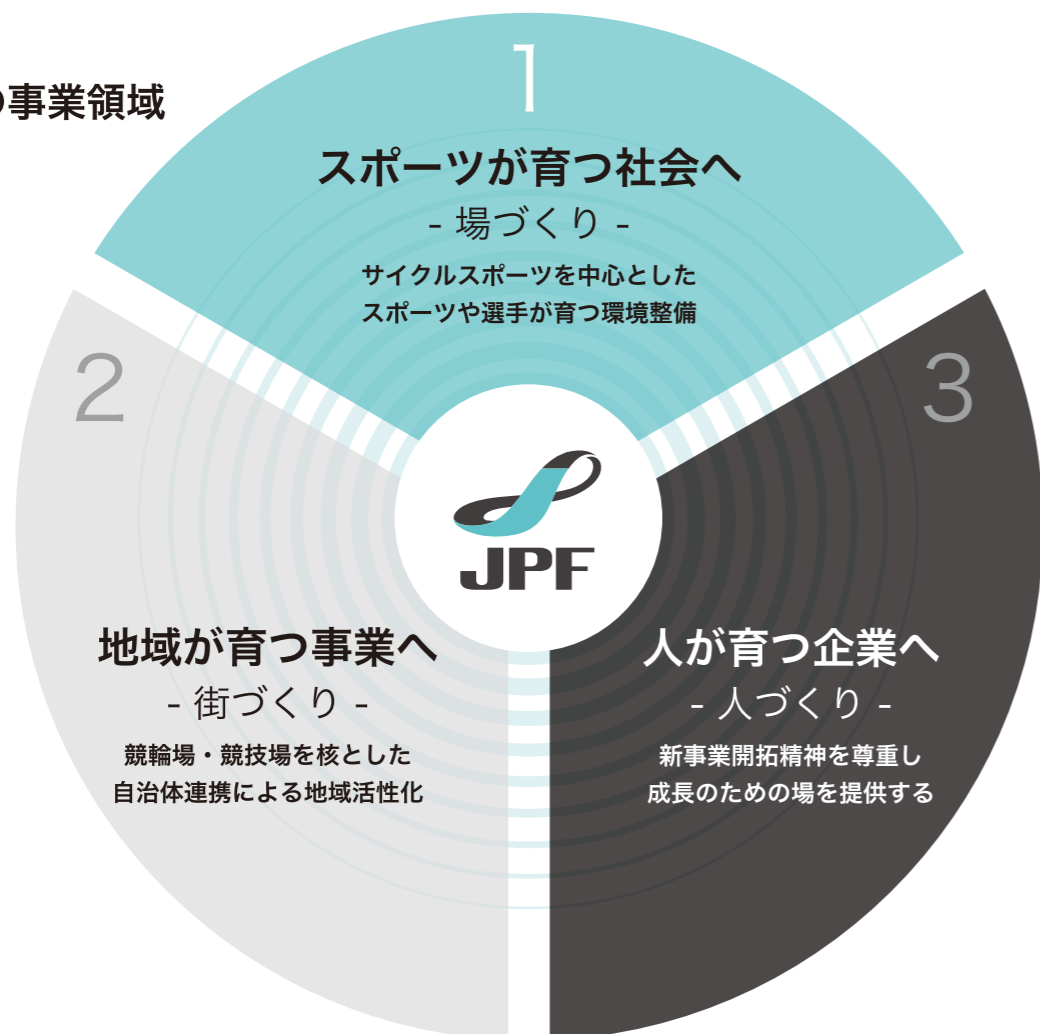 の事業領域
1
スポーツが育つ社会へ
- 場づくり -
サイクルスポーツを中心とした
スポーツや選手が育つ環境整備
2
地域が育つ事業へ
- 街づくり -
競輪場・競技場を核とした
自治体連携による地域活性化
3
人が育つ企業へ
- 人づくり -
新事業開拓精神を尊重し
成長のための場を提供する
JPF